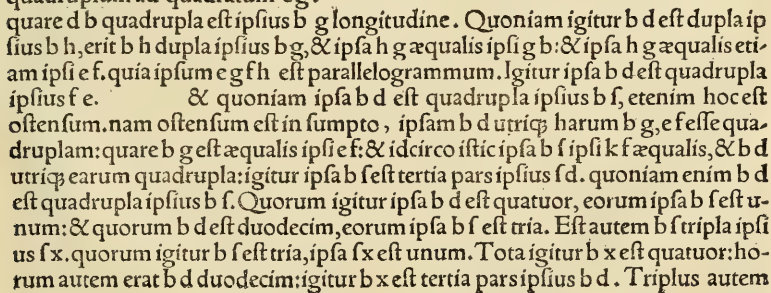 quare d b quadrupla eſt ipſius b g longitudine. Quoniam igitur b d eſt dupla ip
ſius b h, erit b h dupla ipſius b g, & ipſa h g æqualis ipſi g b: & ipſa h g æqualis eti-
am ipſi e f. quia ipſum e g f h eſt parallelogrammum. Igitur ipſa b d eſt quadrupla
ipſius f e. & quoniam ipſa b d eſt quadrupla ipſius b ſ, etenim hoc eſt
oſtenſum. nam oſtenſum eſt in ſumpto, ipſam b d utriq; harum b g, e f eſſe qua-
druplam: quare b g eſt æqualis ipſi e f: & idcirco iſtic ipſa b ſ ipſi k f æqualis, & b d
utriq; earum quadrupla: igitur ipſa b ſ eſt tertia pars ipſius ſ d. quoniam enim b d
eſt quadrupla ipſius b ſ. Quorum igitur ipſa b d eſt quatuor, eorum ipſa b ſ eſt u-
num: & quorum b d eſt duodecim, eorum ipſa b ſ eſt tria. Eſt autem b ſ tripla ipſi
us ſ x. quorum igitur b ſ eſt tria, ipſa ſ x eſt unum. Tota igitur b x eſt quatuor: ho-
rum autem erat b d duodecim: igitur b x eſt tertia pars ipſius b d. Triplus autem